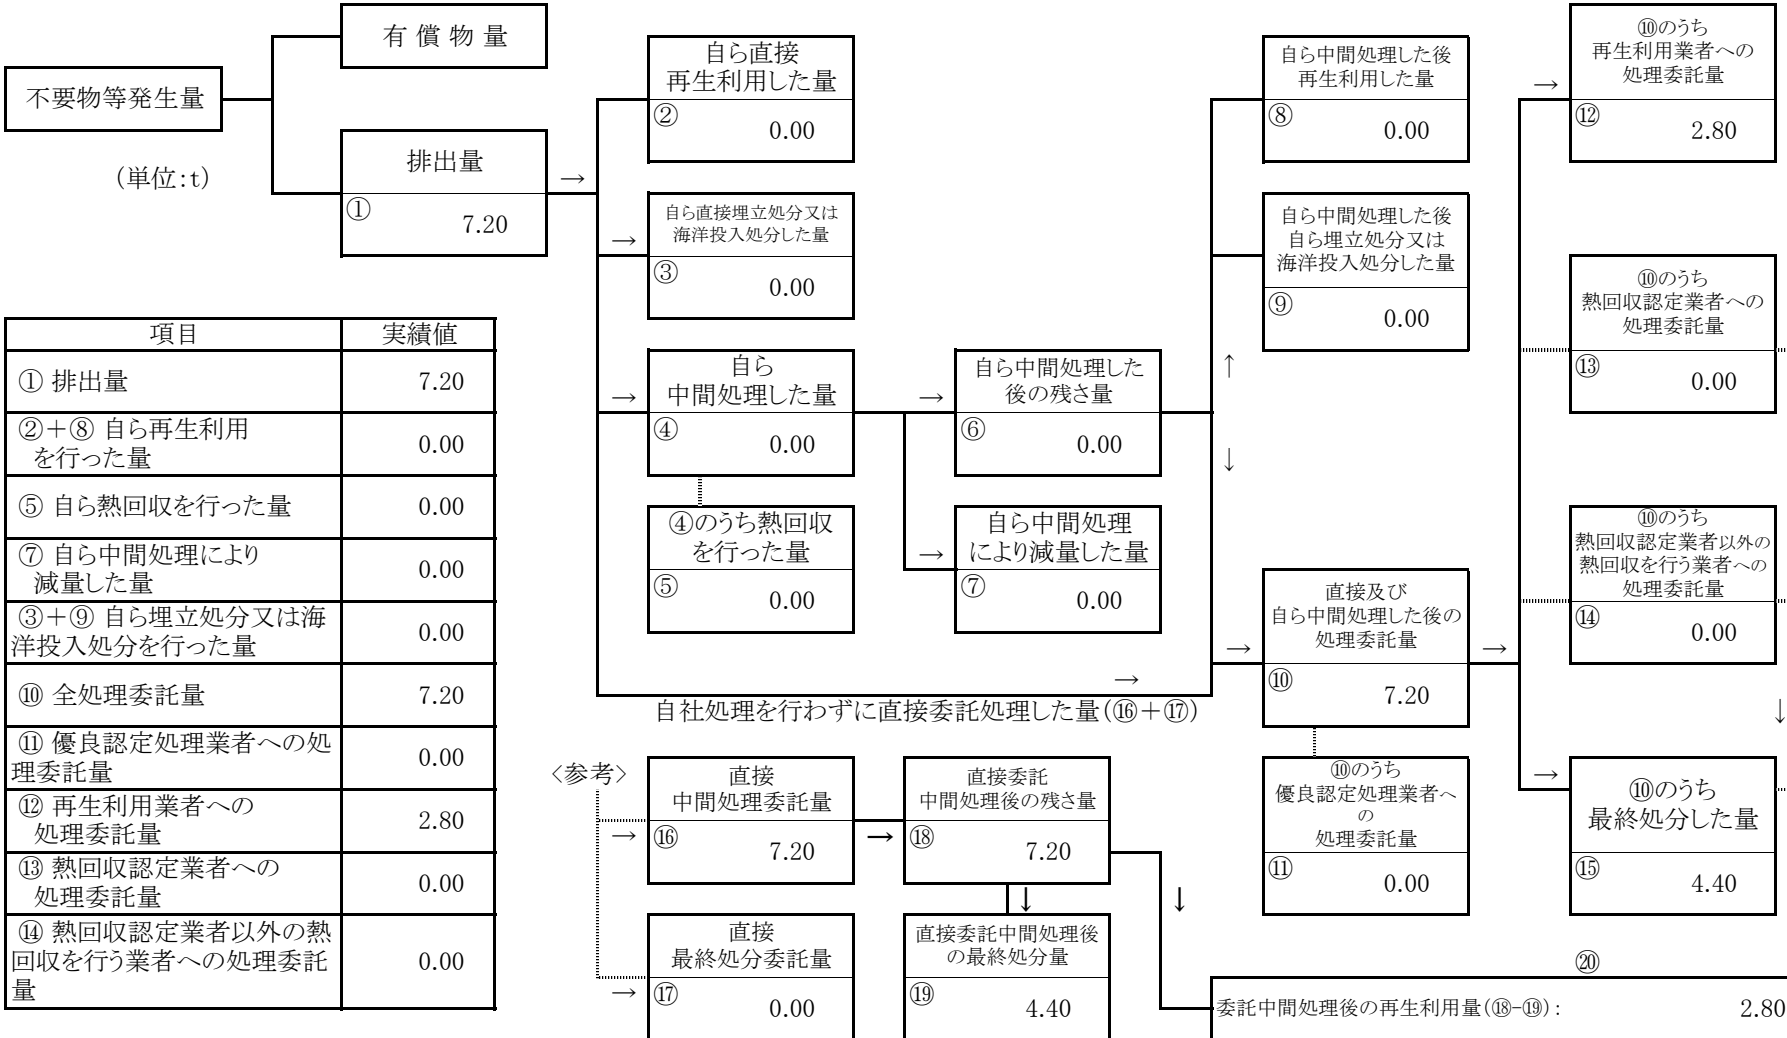 有 償 物 量
不要物等発生量
(単位:t)
排出量
①
7.20
→
自ら直接
再生利用した量
②
0.00
→
自ら直接埋立処分又は
海洋投入処分した量
③
0.00
→
自ら
中間処理した量
④
0.00
④のうち熱回収
を行った量
⑤
0.00
→
自ら中間処理した
後の残さ量
⑥
0.00
→
自ら中間処理
により減量した量
⑦
0.00
→
自社処理を行わずに直接委託処理した量(⑯+⑰)
↑
↓
自ら中間処理した後
再生利用した量
⑧
0.00
自ら中間処理した後
自ら埋立処分又は
海洋投入処分した量
⑨
0.00
→
直接及び
自ら中間処理した後の
処理委託量
⑩
7.20
→
⑩のうち
優良認定処理業者へ
の
処理委託量
⑪
0.00
→
⑩のうち
再生利用業者への
処理委託量
⑫
2.80
⑩のうち
熱回収認定業者への
処理委託量
⑬
0.00
⑩のうち
熱回収認定業者以外の
熱回収を行う業者への
処理委託量
⑭
0.00
↓
→
⑩のうち
最終処分した量
⑮
4.40
項目 実績値
① 排出量 7.20
②+⑧ 自ら再生利用
を行った量 0.00
⑤ 自ら熱回収を行った量 0.00
⑦ 自ら中間処理により
減量した量 0.00
③+⑨ 自ら埋立処分又は海
洋投入処分を行った量 0.00
⑩ 全処理委託量 7.20
⑪ 優良認定処理業者への処
理委託量 0.00
⑫ 再生利用業者への
処理委託量 2.80
⑬ 熱回収認定業者への
処理委託量 0.00
⑭ 熱回収認定業者以外の熱
回収を行う業者への処理委託
量 0.00
〈参考〉
→
直接
中間処理委託量
⑯
7.20
→
直接委託
中間処理後の残さ量
⑱
7.20
↓
↓
→
直接
最終処分委託量
⑰
0.00
直接委託中間処理後
の最終処分量
⑲
4.40
⑳
委託中間処理後の再生利用量(⑱-⑲): 2.80